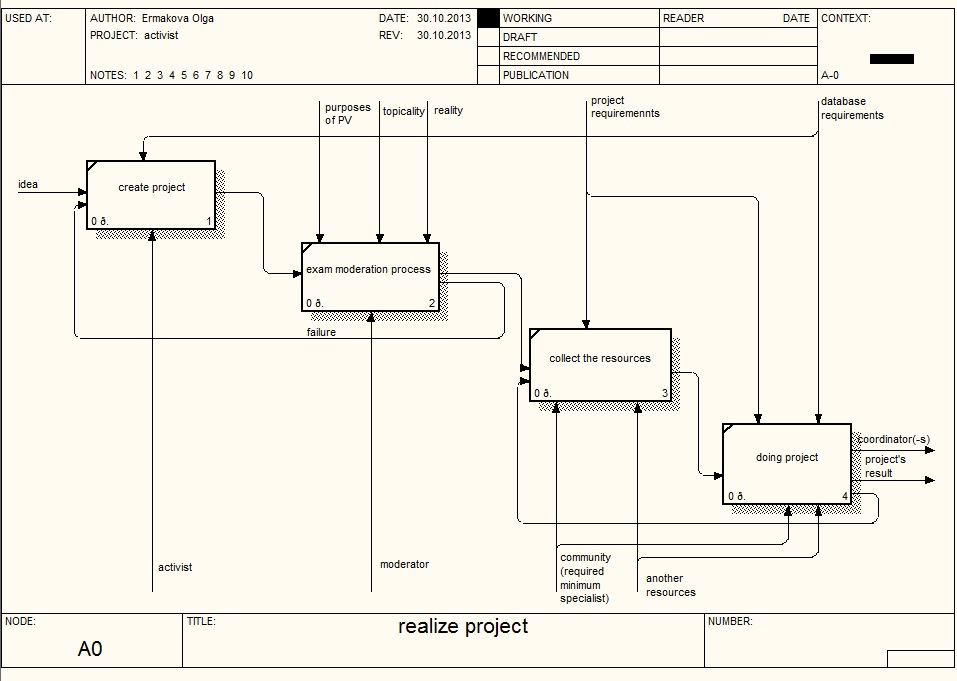 USED AT:
AUTHOR: Ermakova Olga
DATE: 30.10.2013
PROJECT: activist
REV: 30.10.2013
NOTES: 1 2 3 4 5 6 7 8 9 10
WORKING
DRAFT
RECOMMENDED
PUBLICATION
READER
DATE
CONTEXT:
A-0
purposes
of PV
topicality
reality
project
requiremennts
database
requirements
idea
create project
0 ð.
1
exam moderation process
0 ð.
2
failure
collect the resources
0 ð.
3
doing project
0 ð.
4
coordinator(-s)
project's
result
activist
moderator
community
(required
minimum
specialist)
another
resources
NODE:
A0
TITLE:
realize project
NUMBER: